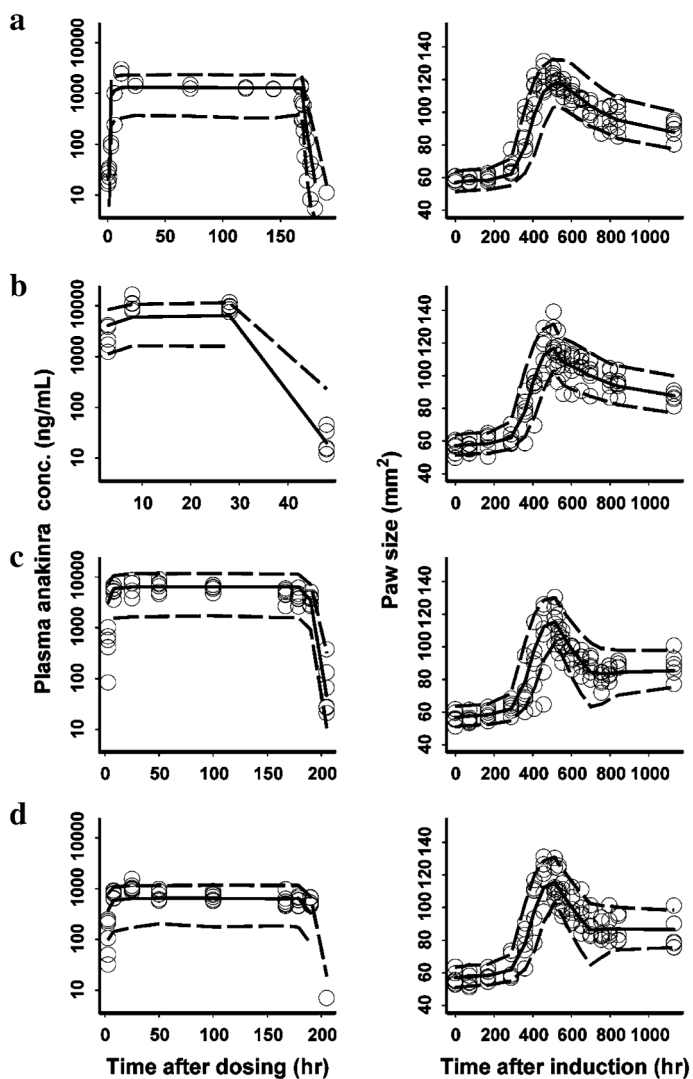 a
10 100 1000 10000
0 50 100 150
40 60 80 100 120 140
0 200 400 600 800 1000
b
10 100 1000 10000
10 20 30 40
40 60 80 100 120 140
0 200 400 600 800 1000
c
10 100 1000 10000
0 50 100 150 200
40 60 80 100 120 140
0 200 400 600 800 1000
d
10 100 1000 10000
0 50 100 150 200
40 60 80 100 120 140
0 200 400 600 800 1000
Plasma anakinra conc. (ng/mL)
Paw size (mm²)
Time after dosing (hr)
Time after induction (hr)